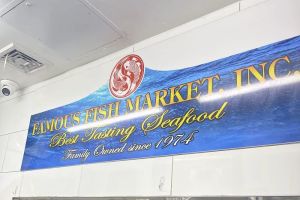 FAMOUS FISH MARKET, INC.
Best Tasting Seafood
Family Owned since 1974